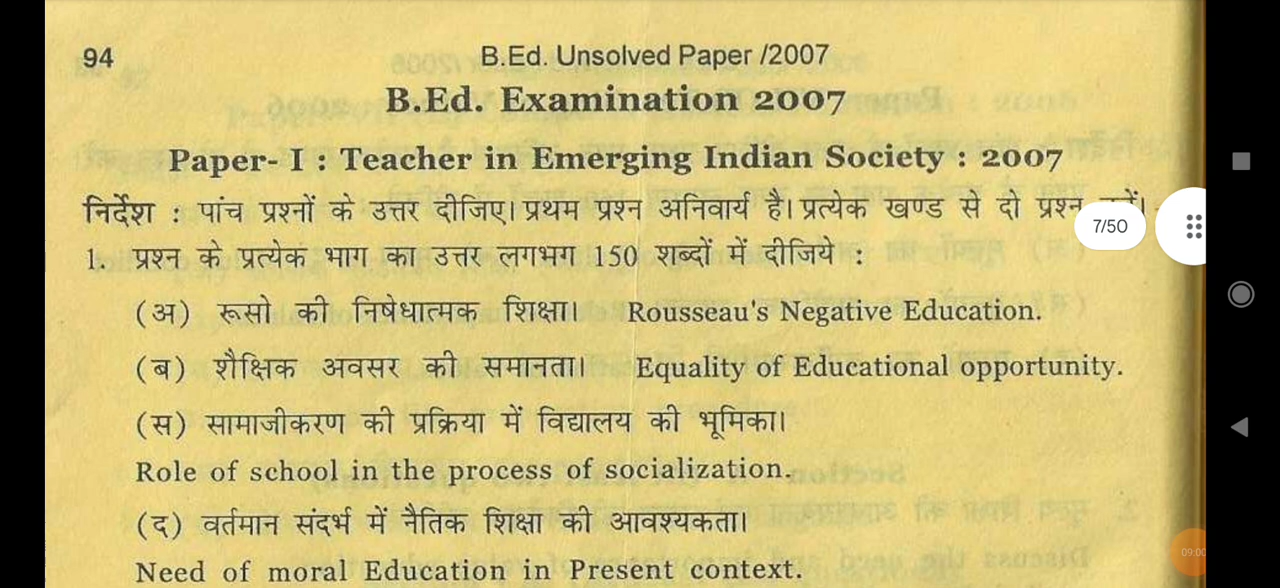 94
B.Ed. Unsolved Paper /2007
B.Ed. Examination 2007
Paper- I : Teacher in Emerging Indian Society : 2007
निर्देश : पांच प्रश्नों के उत्तर दीजिए। प्रथम प्रश्न अनिवार्य है। प्रत्येक खण्ड से दो प्रश्न
7/50
1. प्रश्न के प्रत्येक भाग का उत्तर लगभग 150 शब्दों में दीजिये :
(अ) रूसो की निषेधात्मक शिक्षा। Rousseau's Negative Education.
(ब) शैक्षिक अवसर की समानता। Equality of Educational opportunity.
(स) सामाजीकरण की प्रक्रिया में विद्यालय की भूमिका।
Role of school in the process of socialization.
(द) वर्तमान संदर्भ में नैतिक शिक्षा की आवश्यकता।
09:00
Need of moral Education in Present context.